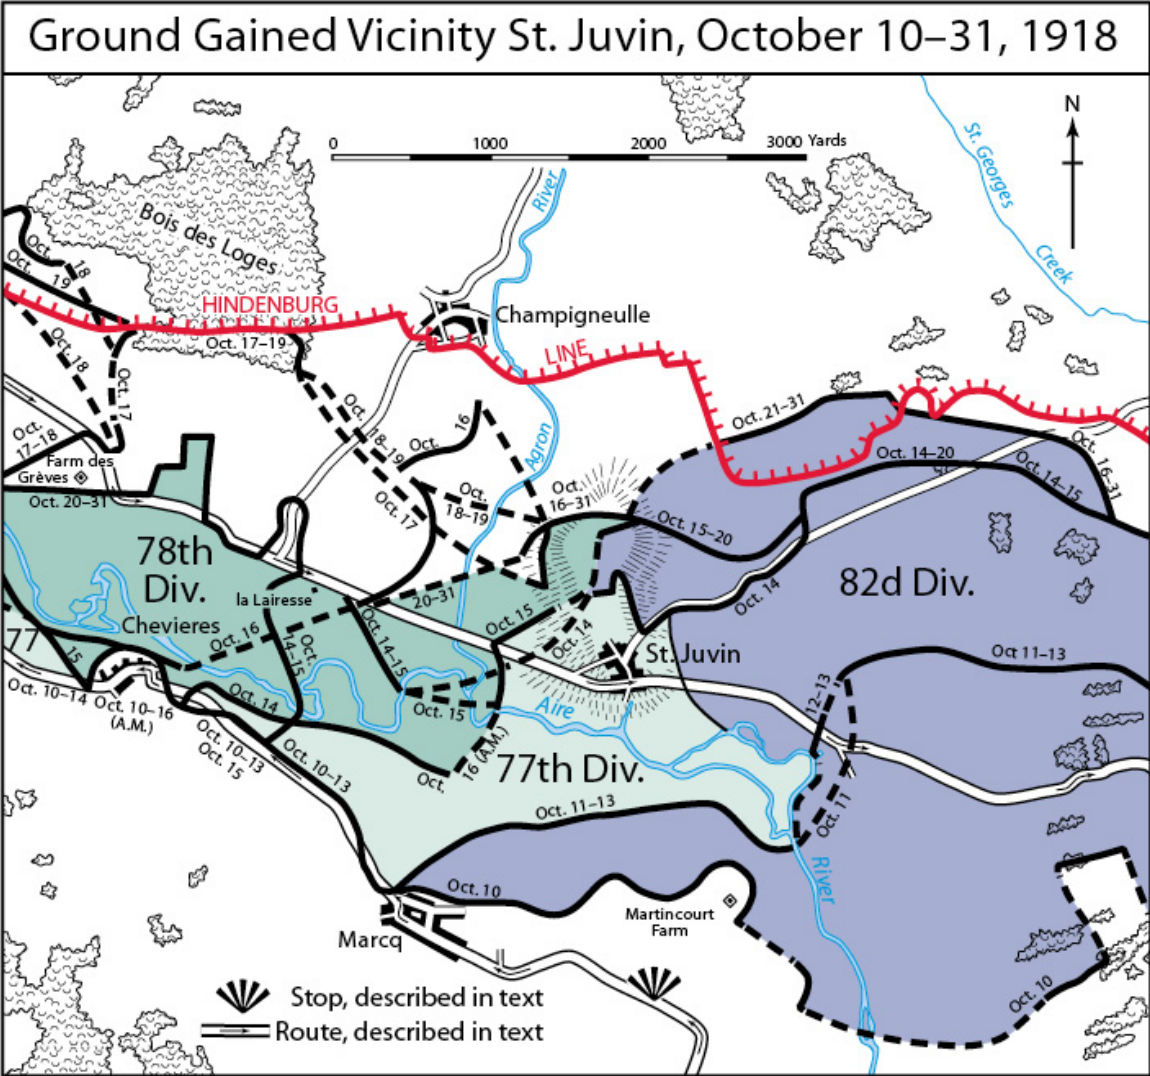 Ground Gained Vicinity St. Juvin, October 10–31, 1918
N
0 1000 2000 3000 Yards
St. Georges
Creek
River
Bois des Loges
Oct. 18
Oct. 19
HINDENBURG
Champigneulle
LINE
Oct. 17–19
Oct. 18
Oct. 17
Oct. 18–19
Oct. 16
Agron
Oct. 21–31
Oct.
17–18
Farm des
Grèves
Oct. 20–31
Oct.
18–19
Oct. 17
Oct.
16–31
Oct. 15–20
Oct. 14–20
Oct. 14–15
Oct. 16-31
78th
Div.
82d Div.
la Lairesse
20–31
Oct. 14
Chevieres
Oct. 16
Oct.
14–15
Oct. 14–15
Oct. 15
Oct. 14
St. Juvin
77
15
Oct 11–13
Oct. 10–14
Oct. 10–16
(A.M.)
Oct. 14
Oct. 15
Aire
12–13
Oct. 10–13
Oct. 15
Oct. 10–13
Oct. 16 (A.M.)
77th Div.
Oct. 11
Oct. 11–13
River
Oct. 10
Martincourt
Farm
Marcq
Oct. 10
Stop, described in text
Route, described in text